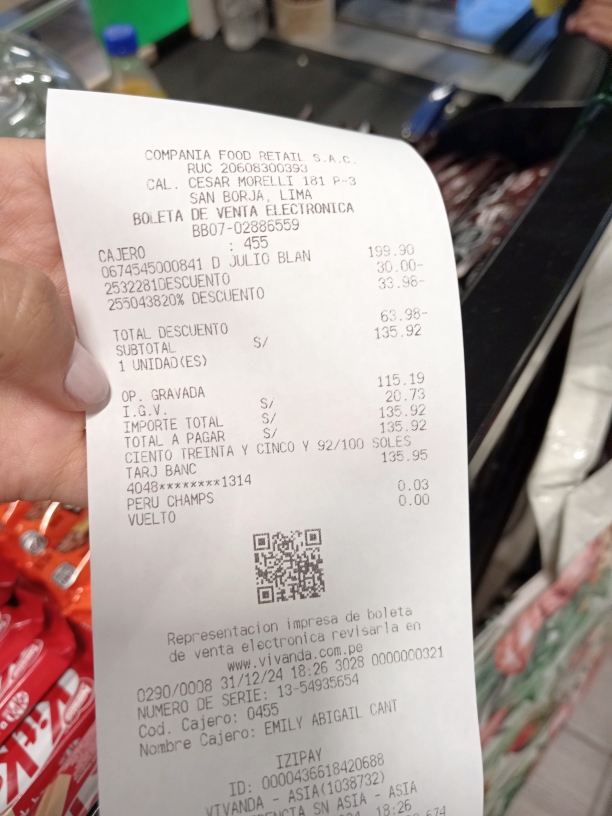 COMPANIA FOOD RETAIL S.A.C.
RUC 20608300393
CAL. CESAR MORELLI 181 P-3
SAN BORJA, LIMA
BOLETA DE VENTA ELECTRONICA
BB07-02886559
CAJERO : 455
0674545000841 D JULIO BLAN 199.90
2532281DESCUENTO 30.00-
255043820% DESCUENTO 33.98-
TOTAL DESCUENTO 63.98-
SUBTOTAL S/ 135.92
1 UNIDAD(ES)
OP. GRAVADA 115.19
I.G.V. S/ 20.73
IMPORTE TOTAL S/ 135.92
TOTAL A PAGAR S/ 135.92
CIENTO TREINTA Y CINCO Y 92/100 SOLES
TARJ BANC 135.95
4048********1314
PERU CHAMPS 0.03
VUELTO 0.00
Representacion impresa de boleta
de venta electronica revisarla en
www.vivanda.com.pe
0290/0008 31/12/24 18:26 3028 0000000321
NUMERO DE SERIE: 13-54935654
Cod. Cajero: 0455
Nombre Cajero: EMILY ABIGAIL CANT
IZIPAY
ID: 0000436618420688
VIVANDA - ASIA(1038732)
SN ASIA - ASIA
18:26